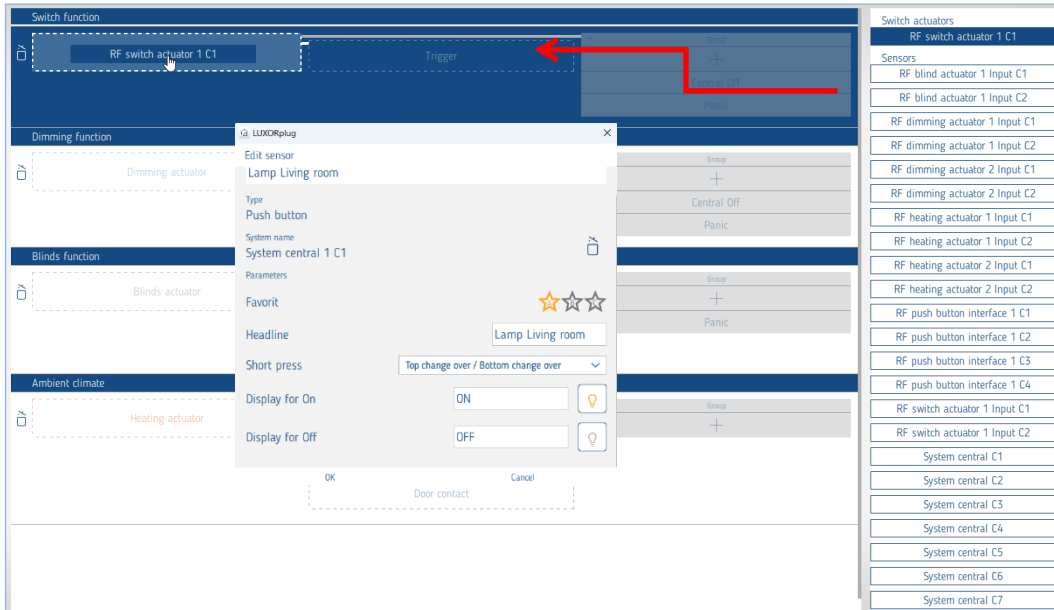 Switch function
RF switch actuator 1 C1
Trigger
Group
+
Central Off
Panic
Dimming function
Dimming actuator
Group
+
Central Off
Panic
Blinds function
Blinds actuator
Group
+
Panic
Ambient climate
Heating actuator
Group
+
Door contact
LUXORplug
Edit sensor
Lamp Living room
Type
Push button
System name
System central 1 C1
Parameters
Favorit
Headline
Lamp Living room
Short press
Top change over / Bottom change over
Display for On
ON
Display for Off
OFF
OK
Cancel
Switch actuators
RF switch actuator 1 C1
Sensors
RF blind actuator 1 Input C1
RF blind actuator 1 Input C2
RF dimming actuator 1 Input C1
RF dimming actuator 1 Input C2
RF dimming actuator 2 Input C1
RF dimming actuator 2 Input C2
RF heating actuator 1 Input C1
RF heating actuator 1 Input C2
RF heating actuator 2 Input C1
RF heating actuator 2 Input C2
RF push button interface 1 C1
RF push button interface 1 C2
RF push button interface 1 C3
RF push button interface 1 C4
RF switch actuator 1 Input C1
RF switch actuator 1 Input C2
System central C1
System central C2
System central C3
System central C4
System central C5
System central C6
System central C7